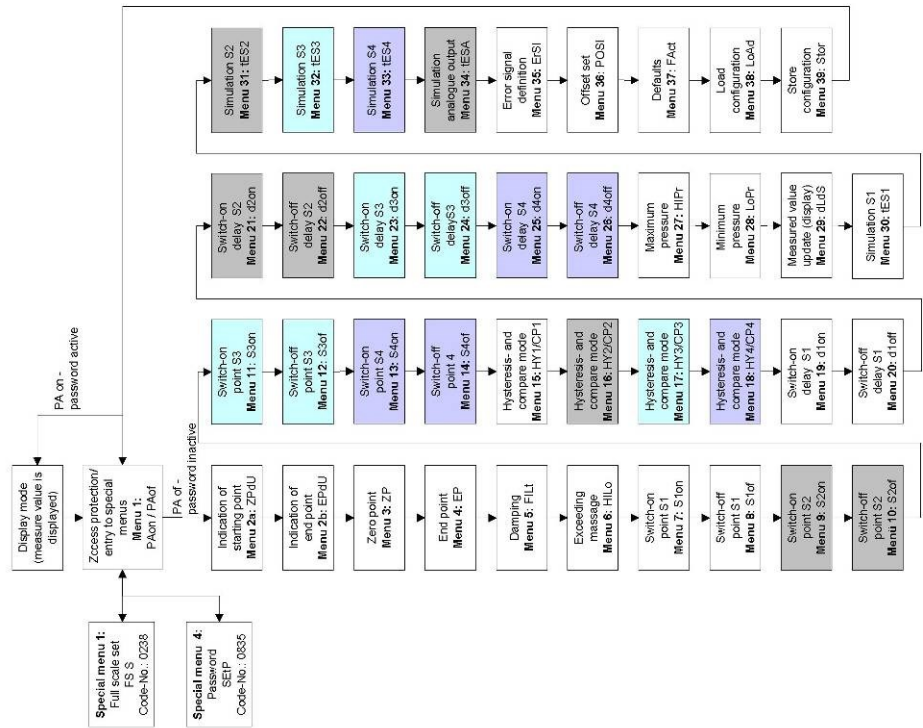 Display mode
(measure value is
displayed)
PA on -
password active
Zccess protection/
entry to special
menus
Menu 1:
PAon / PAof
Special menu 1:
Full scale set
FS S
Code-No.: 0238
Special menu 4:
Password
SEtP
Code-No.: 0835
PA of -
password inactive
Indication of
starting point
Menu 2a: ZPdU
Indication of
end point
Menu 2b: EPdU
Zero point
Menu 3: ZP
End point
Menu 4: EP
Damping
Menu 5: FILt
Exceeding
massage
Menu 6: HILo
Switch-on
point S1
Menu 7: S1on
Switch-off
point S1
Menu 8: S1of
Switch-on
point S2
Menu 9: S2on
Switch-off
point S2
Menu 10: S2of
Switch-on
point S3
Menu 11: S3on
Switch-off
point S3
Menu 12: S3of
Switch-on
point S4
Menu 13: S4on
Switch-off
point 4
Menu 14: S4of
Hysteresis- and
compare mode
Menu 15: HY1/CP1
Hysteresis- and
compare mode
Menu 16: HY2/CP2
Hysteresis- and
compare mode
Menu 17: HY3/CP3
Hysteresis- and
compare mode
Menu 18: HY4/CP4
Switch-on
delay S1
Menu 19: d1on
Switch-off
delay S1
Menu 20: d1off
Switch-on
delay S2
Menu 21: d2on
Switch-off
delay S2
Menu 22: d2off
Switch-on
delay S3
Menu 23: d3on
Switch-off
delayS3
Menu 24: d3off
Switch-on
delay S4
Menu 25: d4on
Switch-off
delay S4
Menu 26: d4off
Maximum
pressure
Menu 27: HIPr
Minimum
pressure
Menu 28: LoPr
Measured value
update (display)
Menu 29: dLdS
Simulation S1
Menu 30: tES1
Simulation S2
Menu 31: tES2
Simulation S3
Menu 32: tES3
Simulation S4
Menu 33: tES4
Simulation
analogue output
Menu 34: tESA
Error signal
definition
Menu 35: ErSI
Offset set
Menu 36: POSI
Defaults
Menu 37: FAct
Load
configuration
Menu 38: LoAd
Store
configuration
Menu 39: Stor